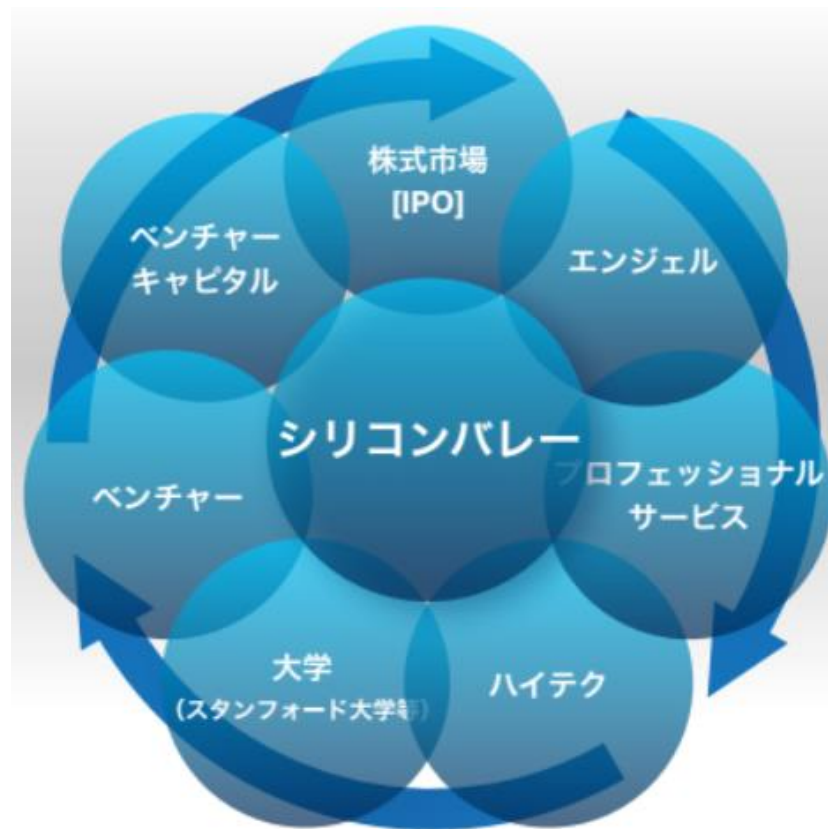 株式市場
[IPO]
エンジェル
プロフェッショナル
サービス
ハイテク
大学
(スタンフォード大学等)
ベンチャー
ベンチャー
キャピタル
シリコンバレー